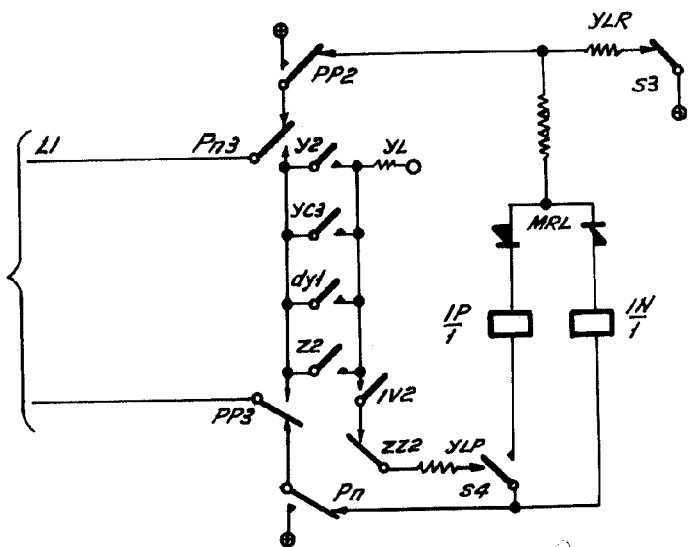 YLR
PP2
S3
L1
Pn3
Y2
YL
YC3
MRL
dy1
1P
1
1N
1
Z2
1V2
PP3
ZZ2
YLP
S4
Pn